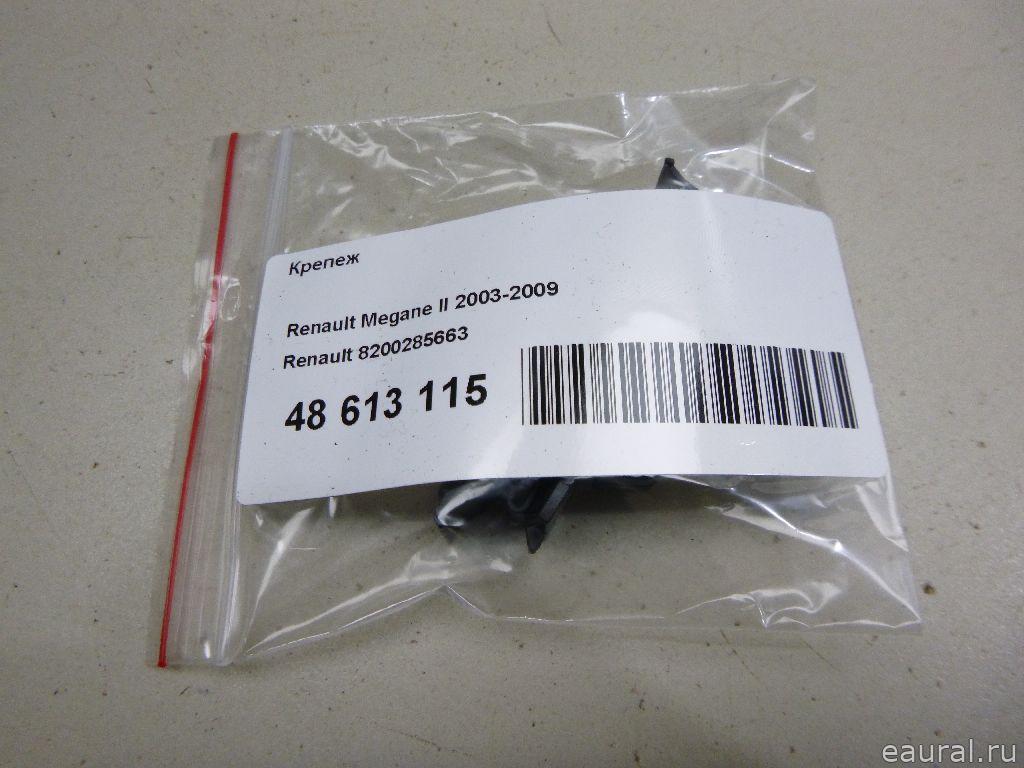 Крепеж
Renault Megane II 2003-2009
Renault 8200285663
48 613 115
eaural.ru